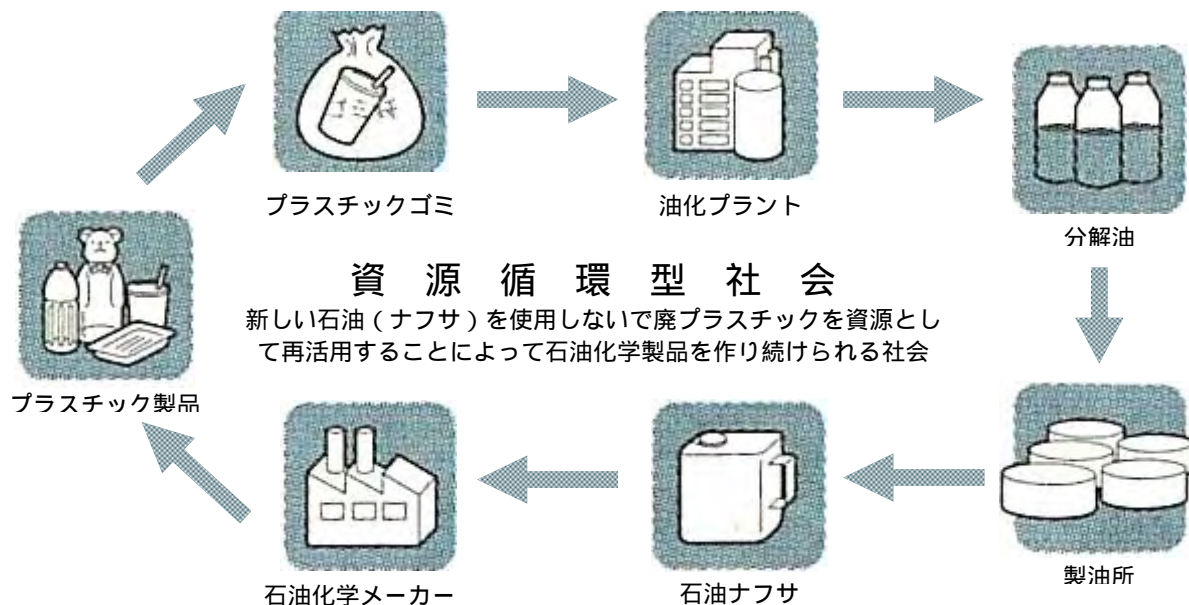 プラスチックゴミ
油化プラント
分解油
資源循環型社会
新しい石油（ナフサ）を使用しないで廃プラスチックを資源とし
て再活用することによって石油化学製品を作り続けられる社会
プラスチック製品
石油化学メーカー
石油ナフサ
製油所